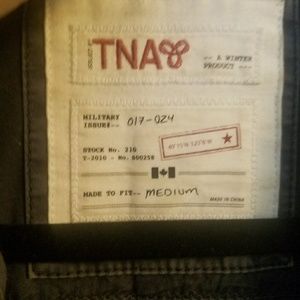 TNA
-- A WINTER
PRODUCT --
MILITARY
ISSUE#-- 017-024
STOCK No. 210
T-2010 - No. 800258
MADE TO FIT-- MEDIUM
MADE IN CHINA